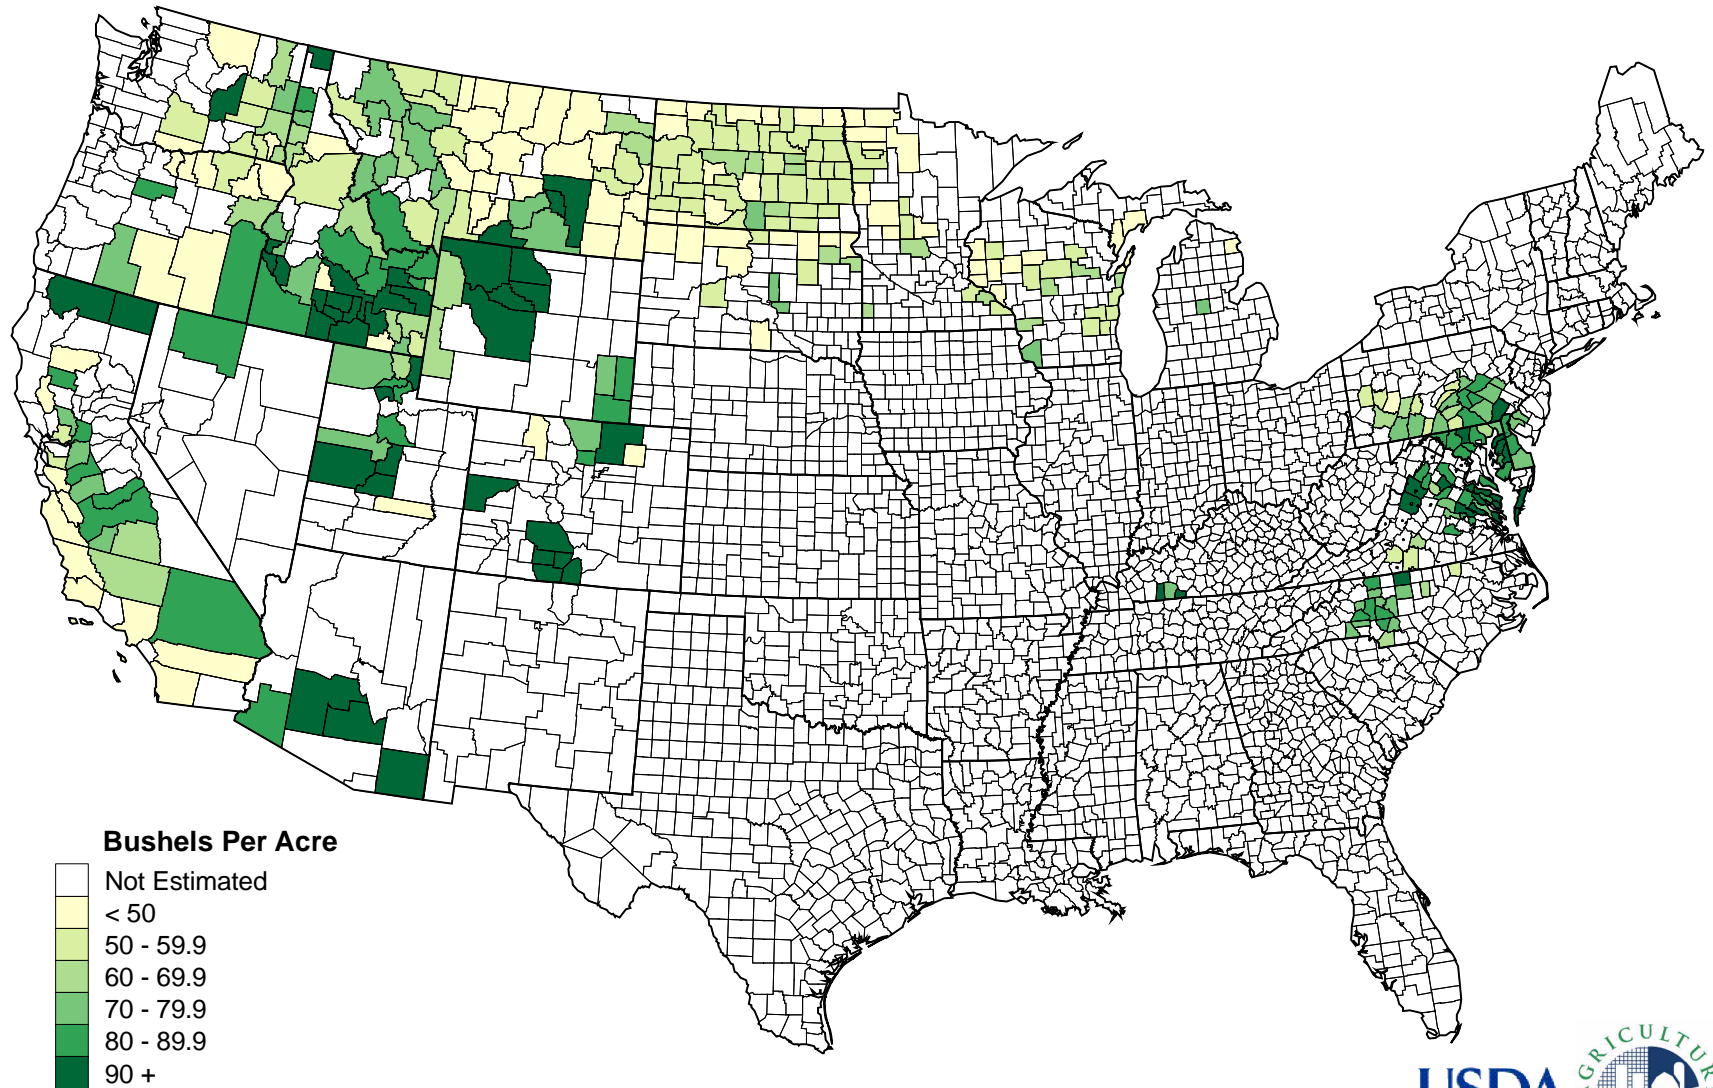 Bushels Per Acre
Not Estimated
< 50
50 - 59.9
60 - 69.9
70 - 79.9
80 - 89.9
90 +
USDA